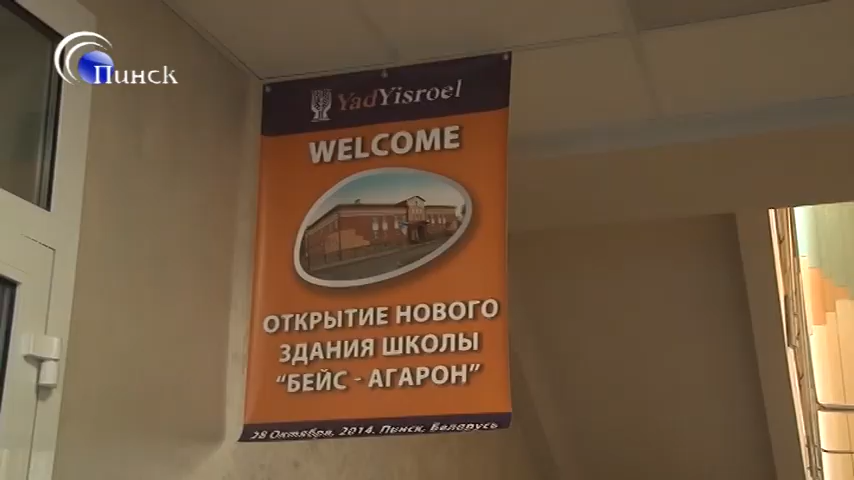 Пинск
YadYisroel
WELCOME
ОТКРЫТИЕ НОВОГО
ЗДАНИЯ ШКОЛЫ
“БЕЙС - АГАРОН”
28 Октября, 2014. Пинск, Беларусь